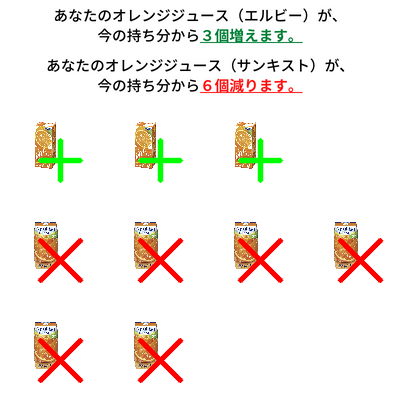 あなたのオレンジジュース（エルビー）が、
今の持ち分から３個増えます。
あなたのオレンジジュース（サンキスト）が、
今の持ち分から６個減ります。